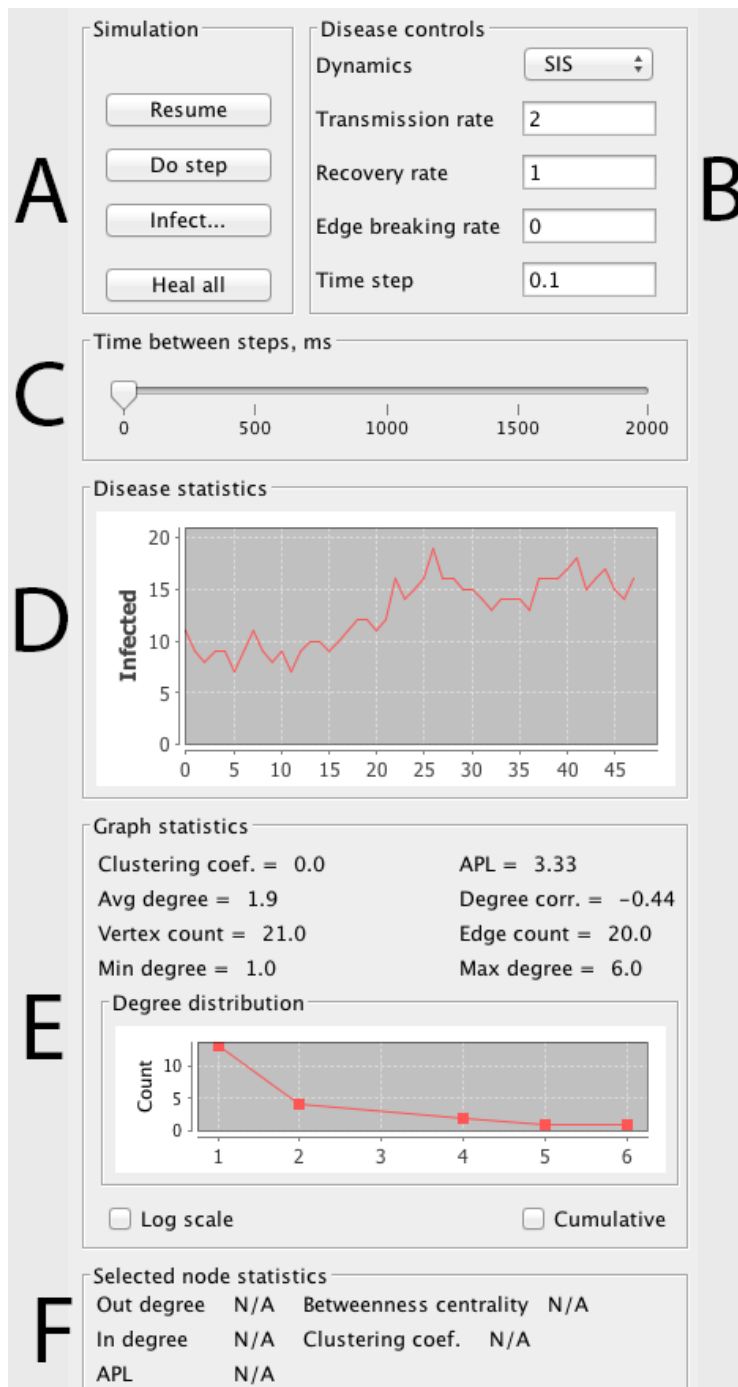 A
Simulation
Resume
Do step
Infect...
Heal all
B
Disease controls
Dynamics SIS
Transmission rate 2
Recovery rate 1
Edge breaking rate 0
Time step 0.1
C
Time between steps, ms
0 500 1000 1500 2000
D
Disease statistics
Infected
20
15
10
5
0
0 5 10 15 20 25 30 35 40 45
E
Graph statistics
Clustering coef. = 0.0 APL = 3.33
Avg degree = 1.9 Degree corr. = -0.44
Vertex count = 21.0 Edge count = 20.0
Min degree = 1.0 Max degree = 6.0
Degree distribution
Count
10
5
0
1 2 3 4 5 6
Log scale Cumulative
F
Selected node statistics
Out degree N/A Betweenness centrality N/A
In degree N/A Clustering coef. N/A
APL N/A